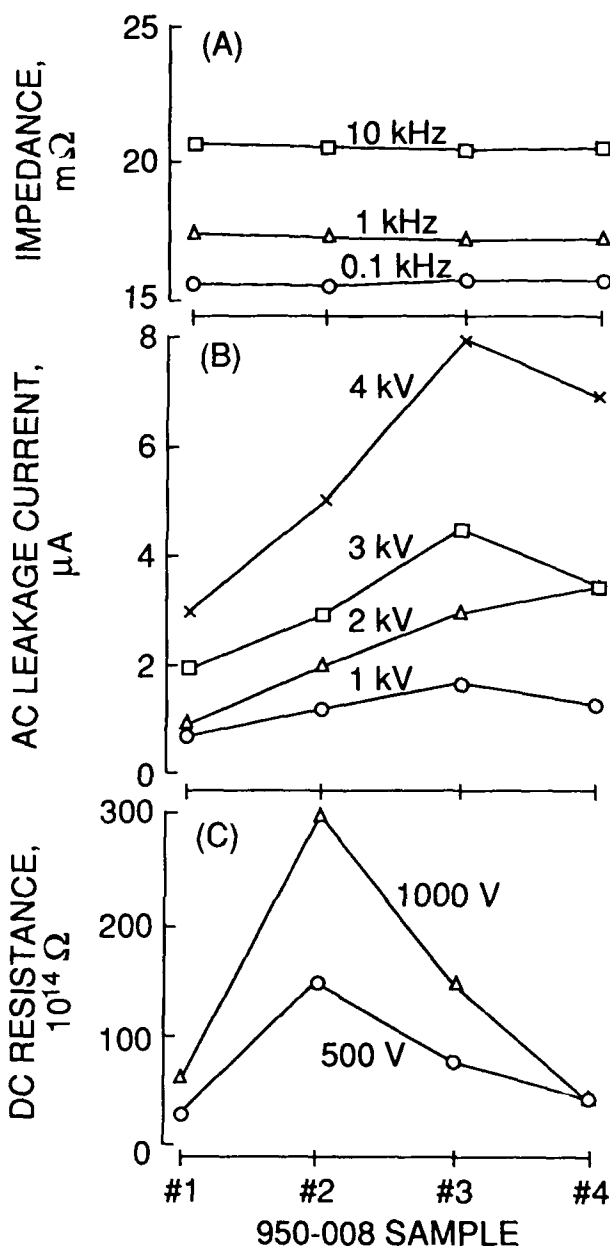 (A)
IMPEDANCE,
mΩ
25
20
15
10 kHz
1 kHz
0.1 kHz
(B)
AC LEAKAGE CURRENT,
μA
8
6
4
2
0
4 kV
3 kV
2 kV
1 kV
(C)
DC RESISTANCE,
10¹⁴ Ω
300
200
100
0
1000 V
500 V
#1 #2 #3 #4
950-008 SAMPLE